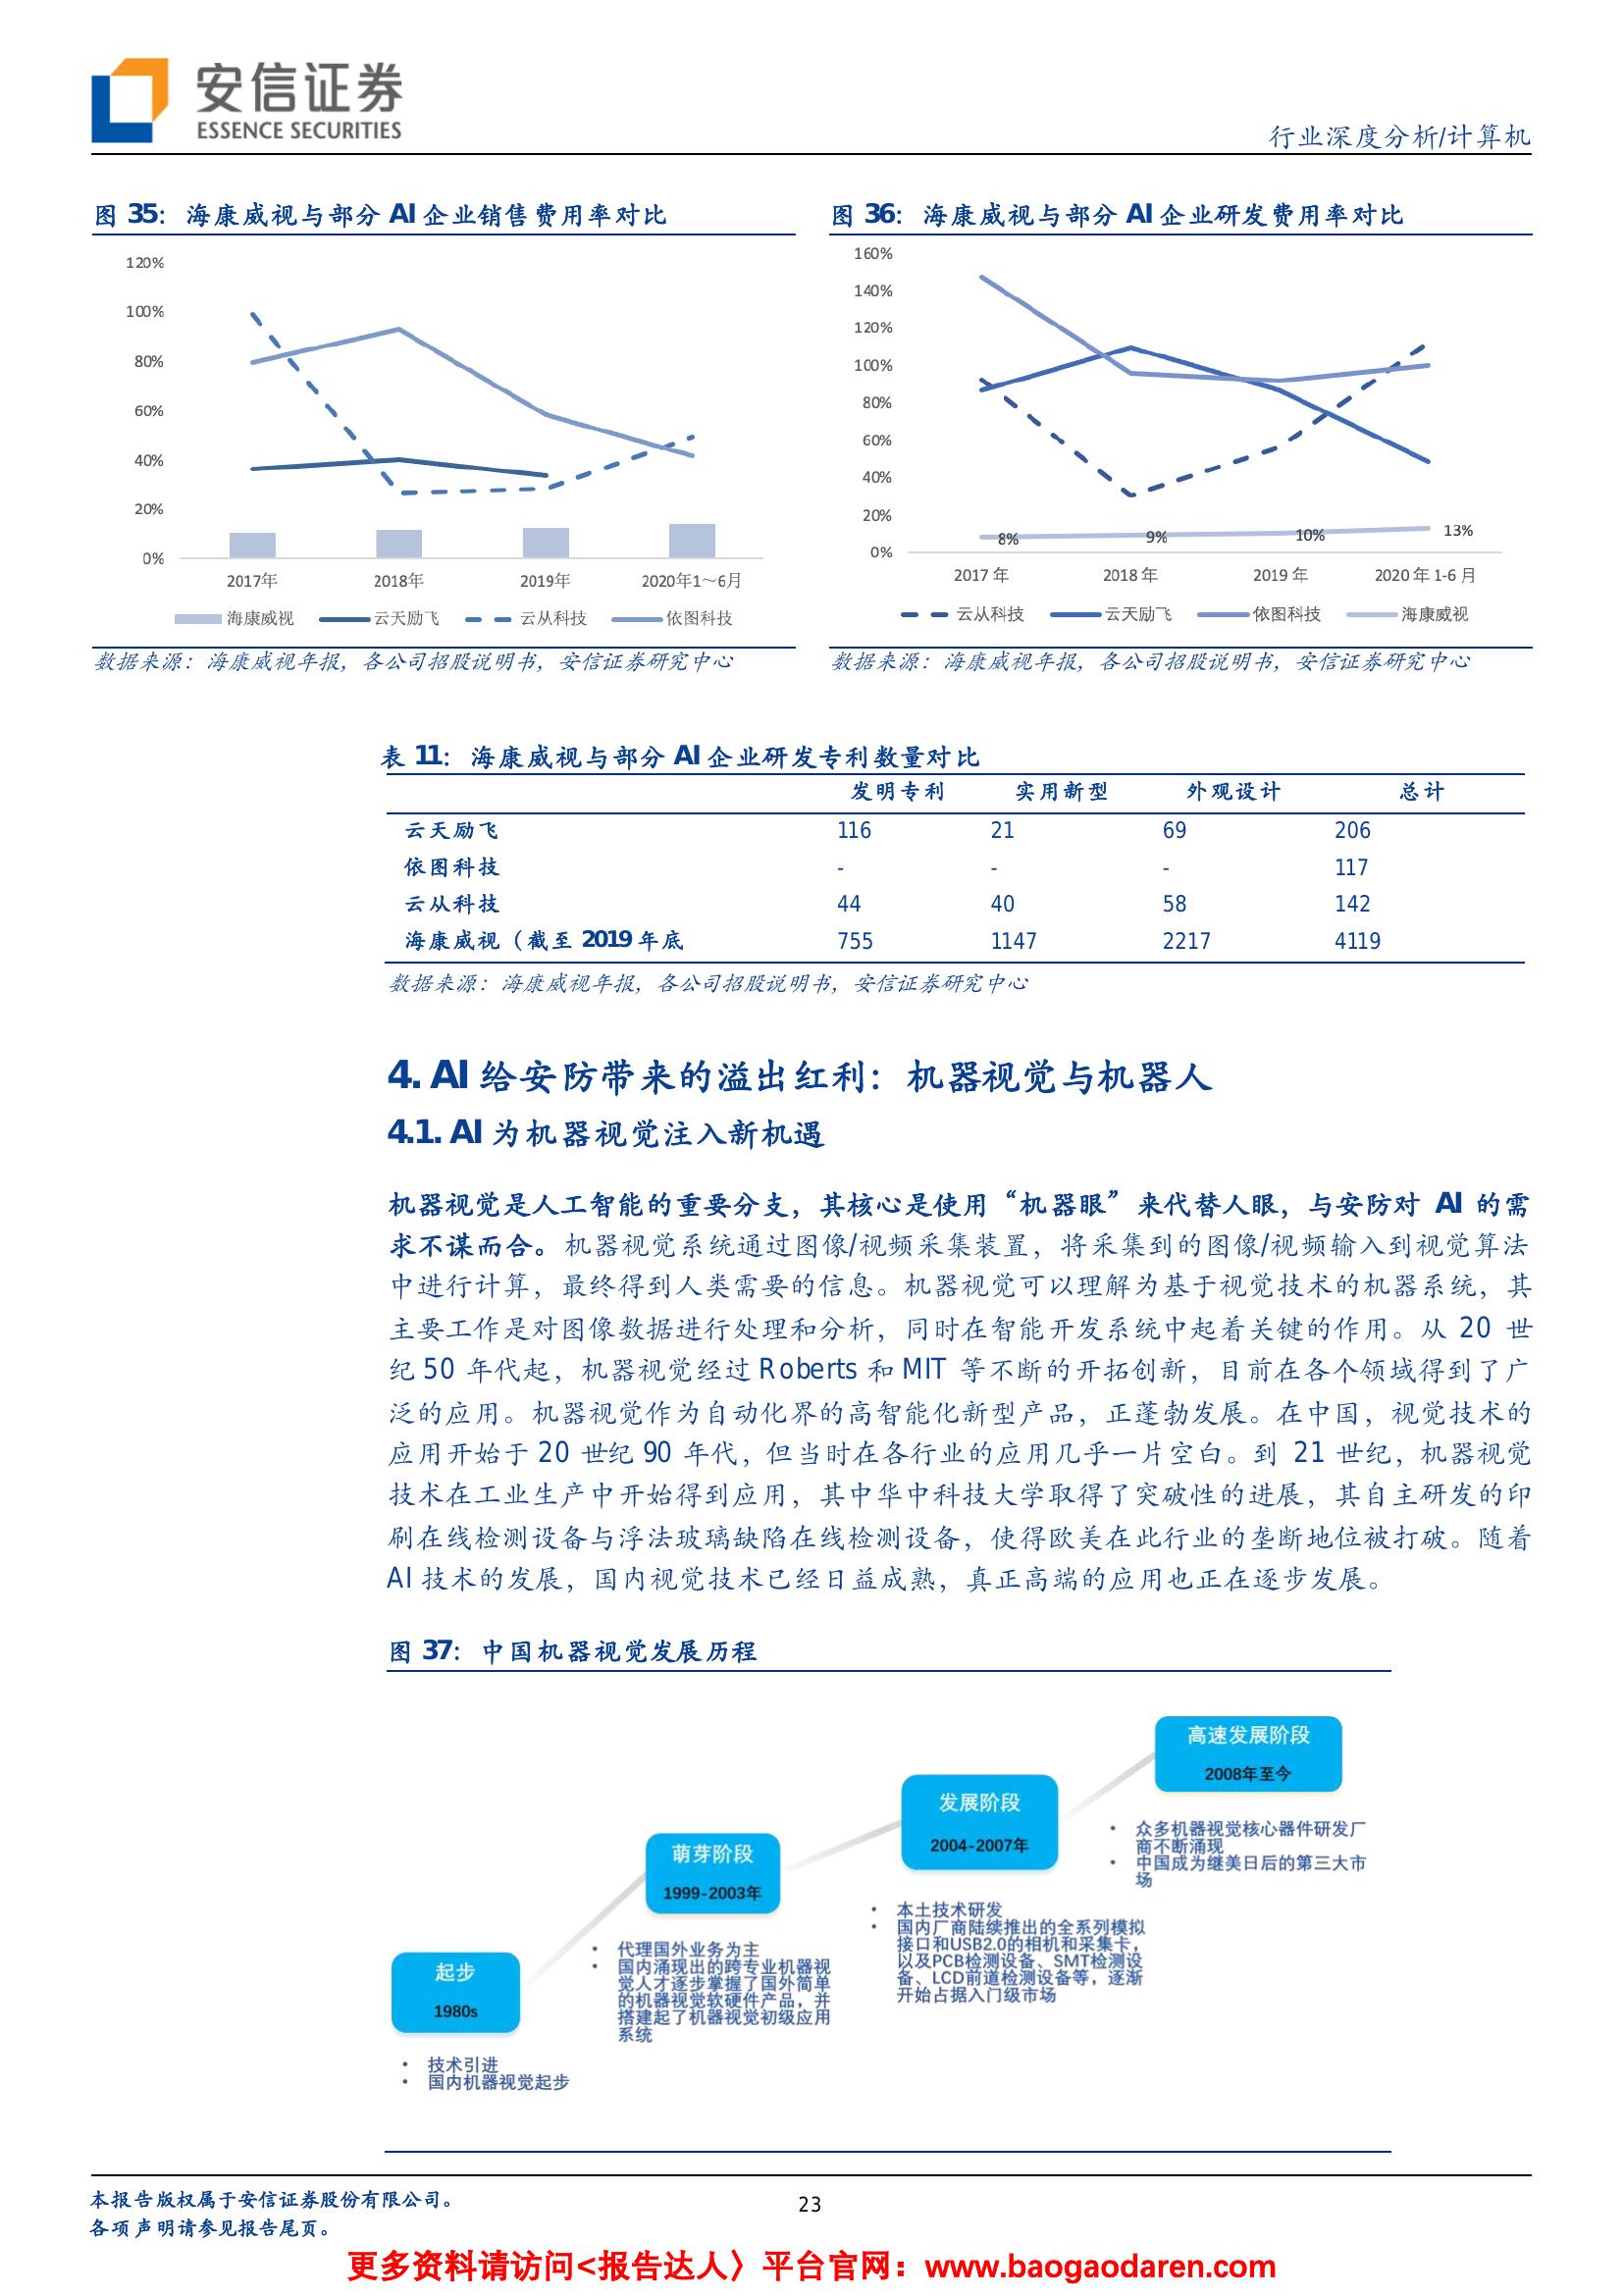 安信证券
ESSENCE SECURITIES
行业深度分析/计算机
图 35: 海康威视与部分 AI 企业销售费用率对比
120%
100%
80%
60%
40%
20%
0%
2017年 2018年 2019年 2020年1～6月
海康威视 云天励飞 云从科技 依图科技
数据来源：海康威视年报，各公司招股说明书，安信证券研究中心
图 36: 海康威视与部分 AI 企业研发费用率对比
160%
140%
120%
100%
80%
60%
40%
20%
0%
8% 9% 10% 13%
2017 年 2018 年 2019 年 2020 年 1-6 月
云从科技 云天励飞 依图科技 海康威视
数据来源：海康威视年报，各公司招股说明书，安信证券研究中心
表 11: 海康威视与部分 AI 企业研发专利数量对比
发明专利 实用新型 外观设计 总计
云天励飞 116 21 69 206
依图科技 - - - 117
云从科技 44 40 58 142
海康威视（截至 2019 年底 755 1147 2217 4119
数据来源：海康威视年报，各公司招股说明书，安信证券研究中心
4. AI 给安防带来的溢出红利：机器视觉与机器人
4.1. AI 为机器视觉注入新机遇
机器视觉是人工智能的重要分支，其核心是使用“机器眼”来代替人眼，与安防对 AI 的需
求不谋而合。机器视觉系统通过图像/视频采集装置，将采集到的图像/视频输入到视觉算法
中进行计算，最终得到人类需要的信息。机器视觉可以理解为基于视觉技术的机器系统，其
主要工作是对图像数据进行处理和分析，同时在智能开发系统中起着关键的作用。从 20 世
纪 50 年代起，机器视觉经过 Roberts 和 MIT 等不断的开拓创新，目前在各个领域得到了广
泛的应用。机器视觉作为自动化界的高智能化新型产品，正蓬勃发展。在中国，视觉技术的
应用开始于 20 世纪 90 年代，但当时在各行业的应用几乎一片空白。到 21 世纪，机器视觉
技术在工业生产中开始得到应用，其中华中科技大学取得了突破性的进展，其自主研发的印
刷在线检测设备与浮法玻璃缺陷在线检测设备，使得欧美在此行业的垄断地位被打破。随着
AI 技术的发展，国内视觉技术已经日益成熟，真正高端的应用也正在逐步发展。
图 37: 中国机器视觉发展历程
起步
1980s
• 技术引进
• 国内机器视觉起步
萌芽阶段
1999-2003年
• 代理国外业务为主
• 国内涌现出的跨专业机器视
觉人才逐步掌握了国外简单
的机器视觉软硬件产品，并
搭建起了机器视觉初级应用
系统
发展阶段
2004-2007年
• 本土技术研发
• 国内厂商陆续推出的全系列模拟
接口和USB2.0的相机和采集卡，
以及PCB检测设备、SMT检测设
备、LCD前道检测设备等，逐渐
开始占据入门级市场
高速发展阶段
2008年至今
• 众多机器视觉核心器件研发厂
商不断涌现
• 中国成为继美日后的第三大市
场
本报告版权属于安信证券股份有限公司。
各项声明请参见报告尾页。
23
更多资料请访问<报告达人〉平台官网：www.baogaodaren.com